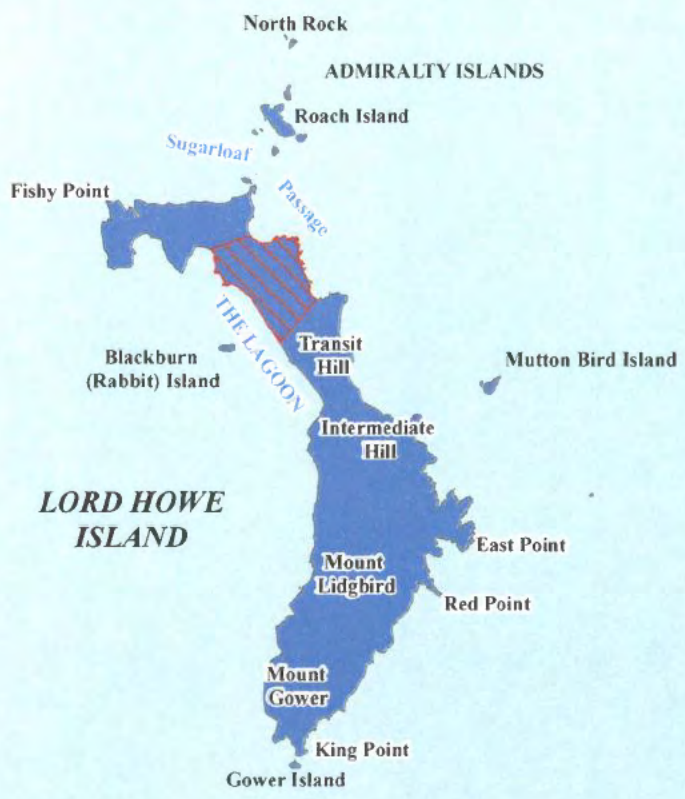 North Rock
ADMIRALTY ISLANDS
Roach Island
Sugarloaf
Passage
Fishy Point
THE LAGOON
Blackburn
(Rabbit) Island
Transit
Hill
Mutton Bird Island
Intermediate
Hill
LORD HOWE
ISLAND
East Point
Mount
Lidgbird
Red Point
Mount
Gower
King Point
Gower Island